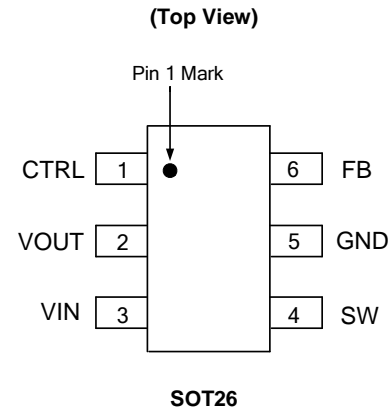 (Top View)
Pin 1 Mark
CTRL 1 6 FB
VOUT 2 5 GND
VIN 3 4 SW
SOT26